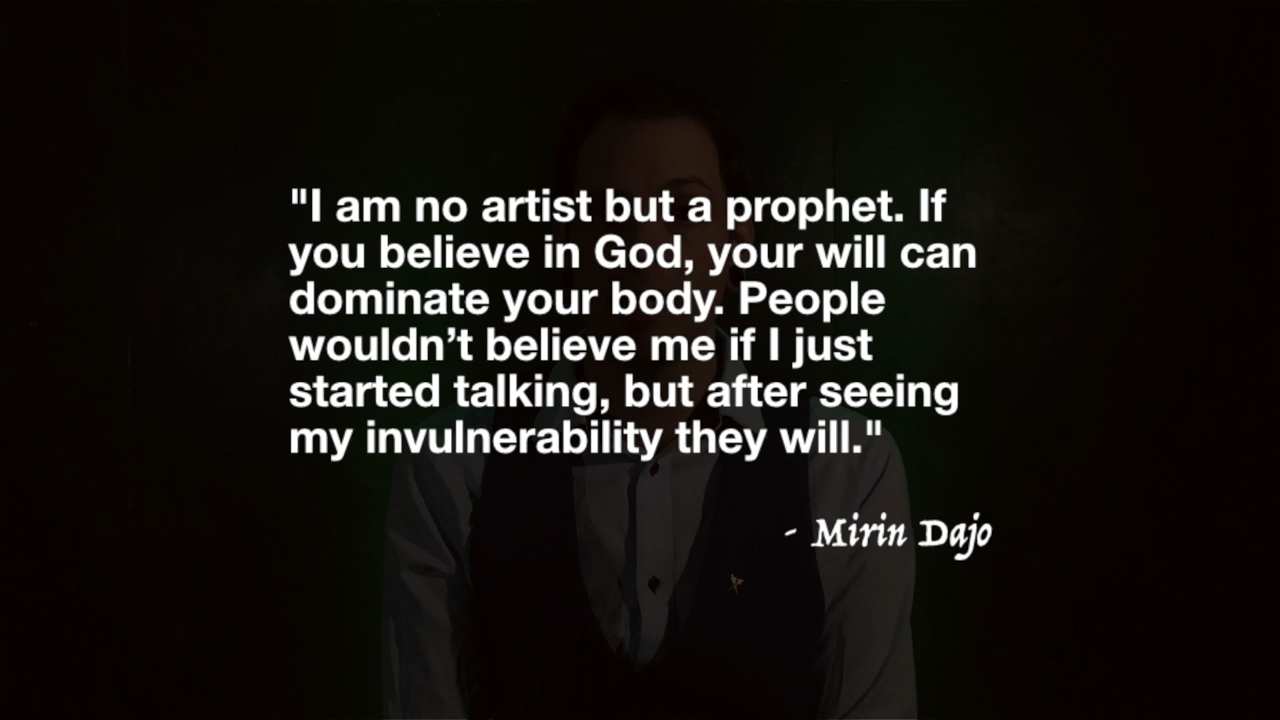 "I am no artist but a prophet. If
you believe in God, your will can
dominate your body. People
wouldn’t believe me if I just
started talking, but after seeing
my invulnerability they will."
- Mirin Dajo